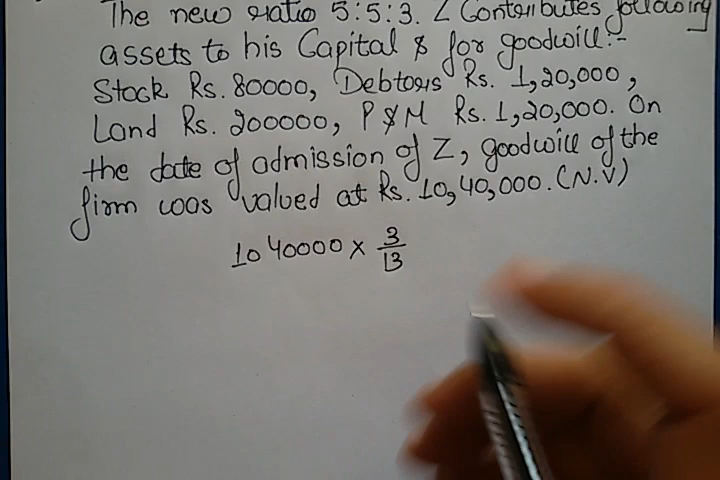 The new ratio 5:5:3. Z Contributes following
assets to his Capital & for goodwill:-
Stock Rs. 80000, Debtors Rs. 1,20,000,
Land Rs. 200000, P & M Rs. 1,20,000. On
the date of admission of Z, goodwill of the
firm was valued at Rs. 10,40,000. (N.V)
1040000 × 3/13